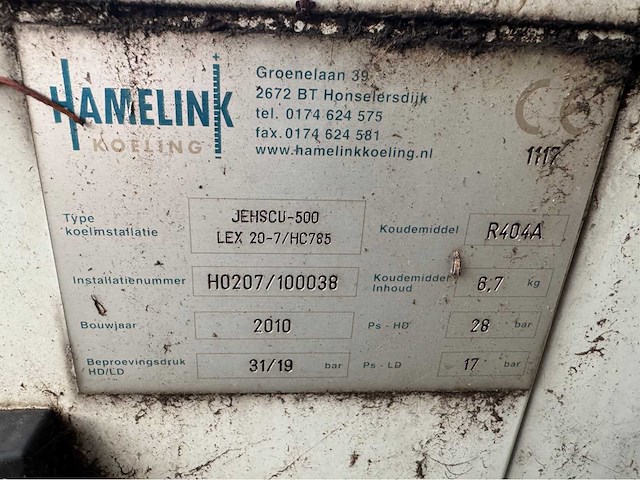 HAMELINK
KOELING
Groenelaan 39
2672 BT Honselersdijk
tel. 0174 624 575
fax. 0174 624 581
www.hamelinkkoeling.nl
CE
1117
Type
koelinstallatie
JEHSCU-500
LEX 20-7/HC765
Koudemiddel
R404A
Installatienummer
H0207/100038
Koudemiddel
Inhoud
6,7 kg
Bouwjaar
2010
Ps - HD
28 bar
Beproevingsdruk
HD/LD
31/19 bar
Ps - LD
17 bar